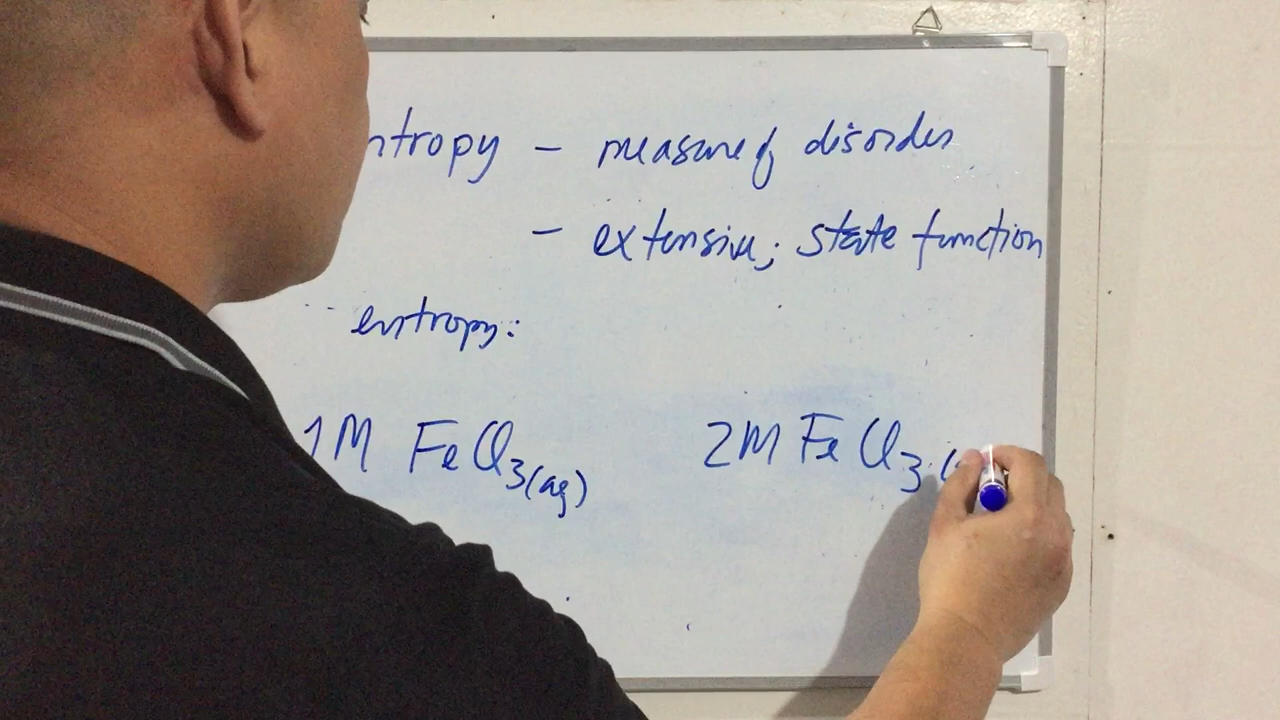 ntropy - measure of disorder
- extensive; state function
entropy:
1M FeCl3(aq) 2M FeCl3(